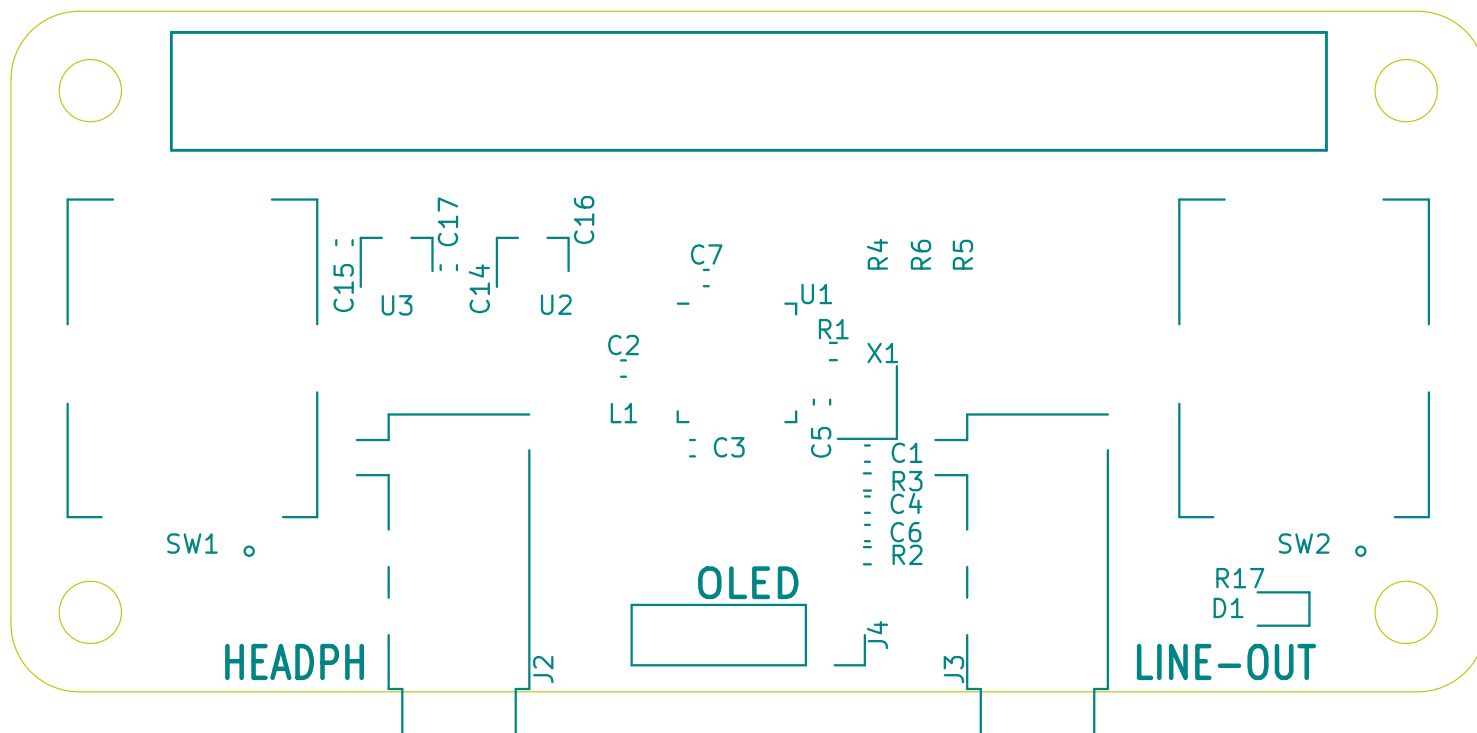 C17
C16
C15
U3
C14
U2
C7
U1
R4
R6
R5
R1
C2
X1
L1
C3
C5
C1
R3
C4
C6
R2
SW1
SW2
OLED
R17
D1
J4
HEADPH
J2
J3
LINE-OUT